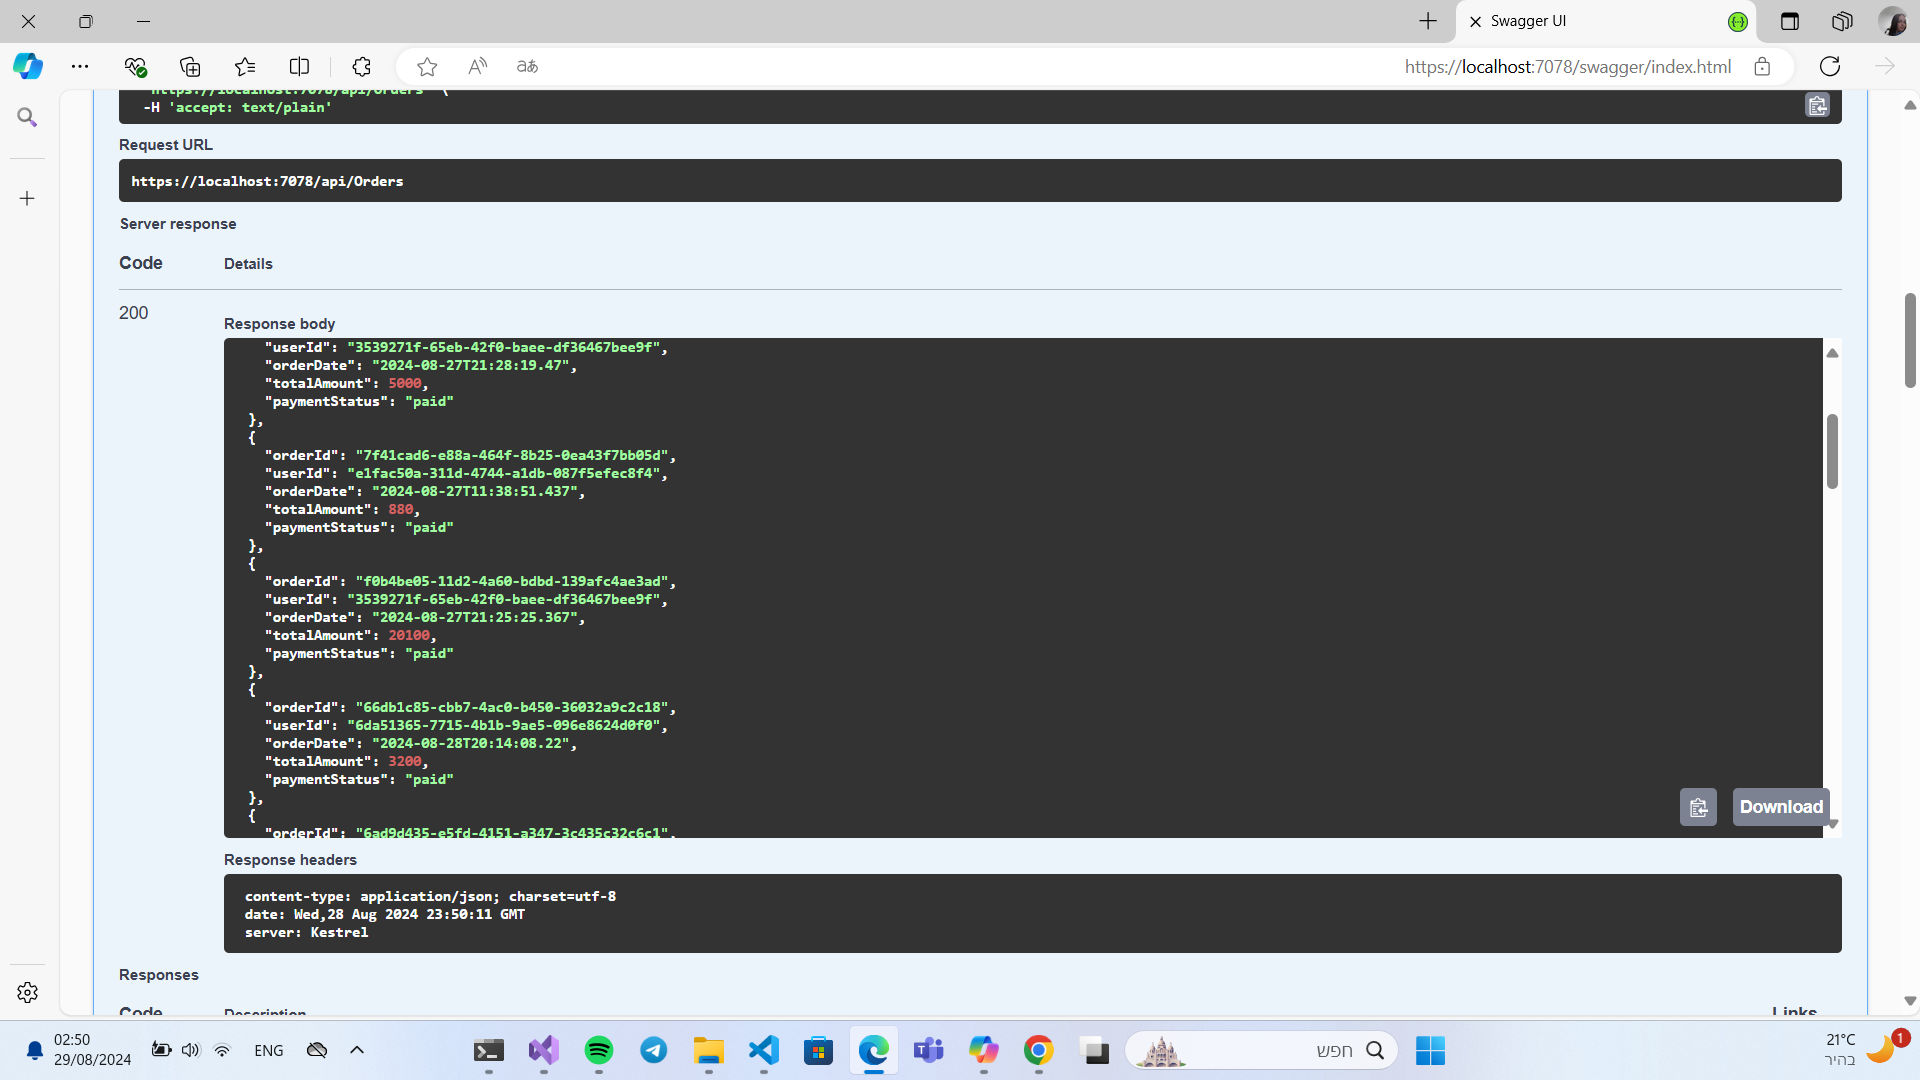 Swagger UI
https://localhost:7078/swagger/index.html
'https://localhost:7078/api/Orders' \
-H 'accept: text/plain'
Request URL
https://localhost:7078/api/Orders
Server response
Code Details
200
Response body
"userId": "3539271f-65eb-42f0-baee-df36467bee9f",
"orderDate": "2024-08-27T21:28:19.47",
"totalAmount": 5000,
"paymentStatus": "paid"
},
{
"orderId": "7f41cad6-e88a-464f-8b25-0ea43f7bb05d",
"userId": "e1fac50a-311d-4744-a1db-087f5efec8f4",
"orderDate": "2024-08-27T11:38:51.437",
"totalAmount": 880,
"paymentStatus": "paid"
},
{
"orderId": "f0b4be05-11d2-4a60-bdbd-139afc4ae3ad",
"userId": "3539271f-65eb-42f0-baee-df36467bee9f",
"orderDate": "2024-08-27T21:25:25.367",
"totalAmount": 20100,
"paymentStatus": "paid"
},
{
"orderId": "66db1c85-cbb7-4ac0-b450-36032a9c2c18",
"userId": "6da51365-7715-4b1b-9ae5-096e8624d0f0",
"orderDate": "2024-08-28T20:14:08.22",
"totalAmount": 3200,
"paymentStatus": "paid"
},
{
"orderId": "6ad9d435-e5fd-4151-a347-3c435c32c6c1",
Download
Response headers
content-type: application/json; charset=utf-8
date: Wed,28 Aug 2024 23:50:11 GMT
server: Kestrel
Responses
Code Description Links
02:50
29/08/2024
ENG
חפש
21°C
בהיר
1